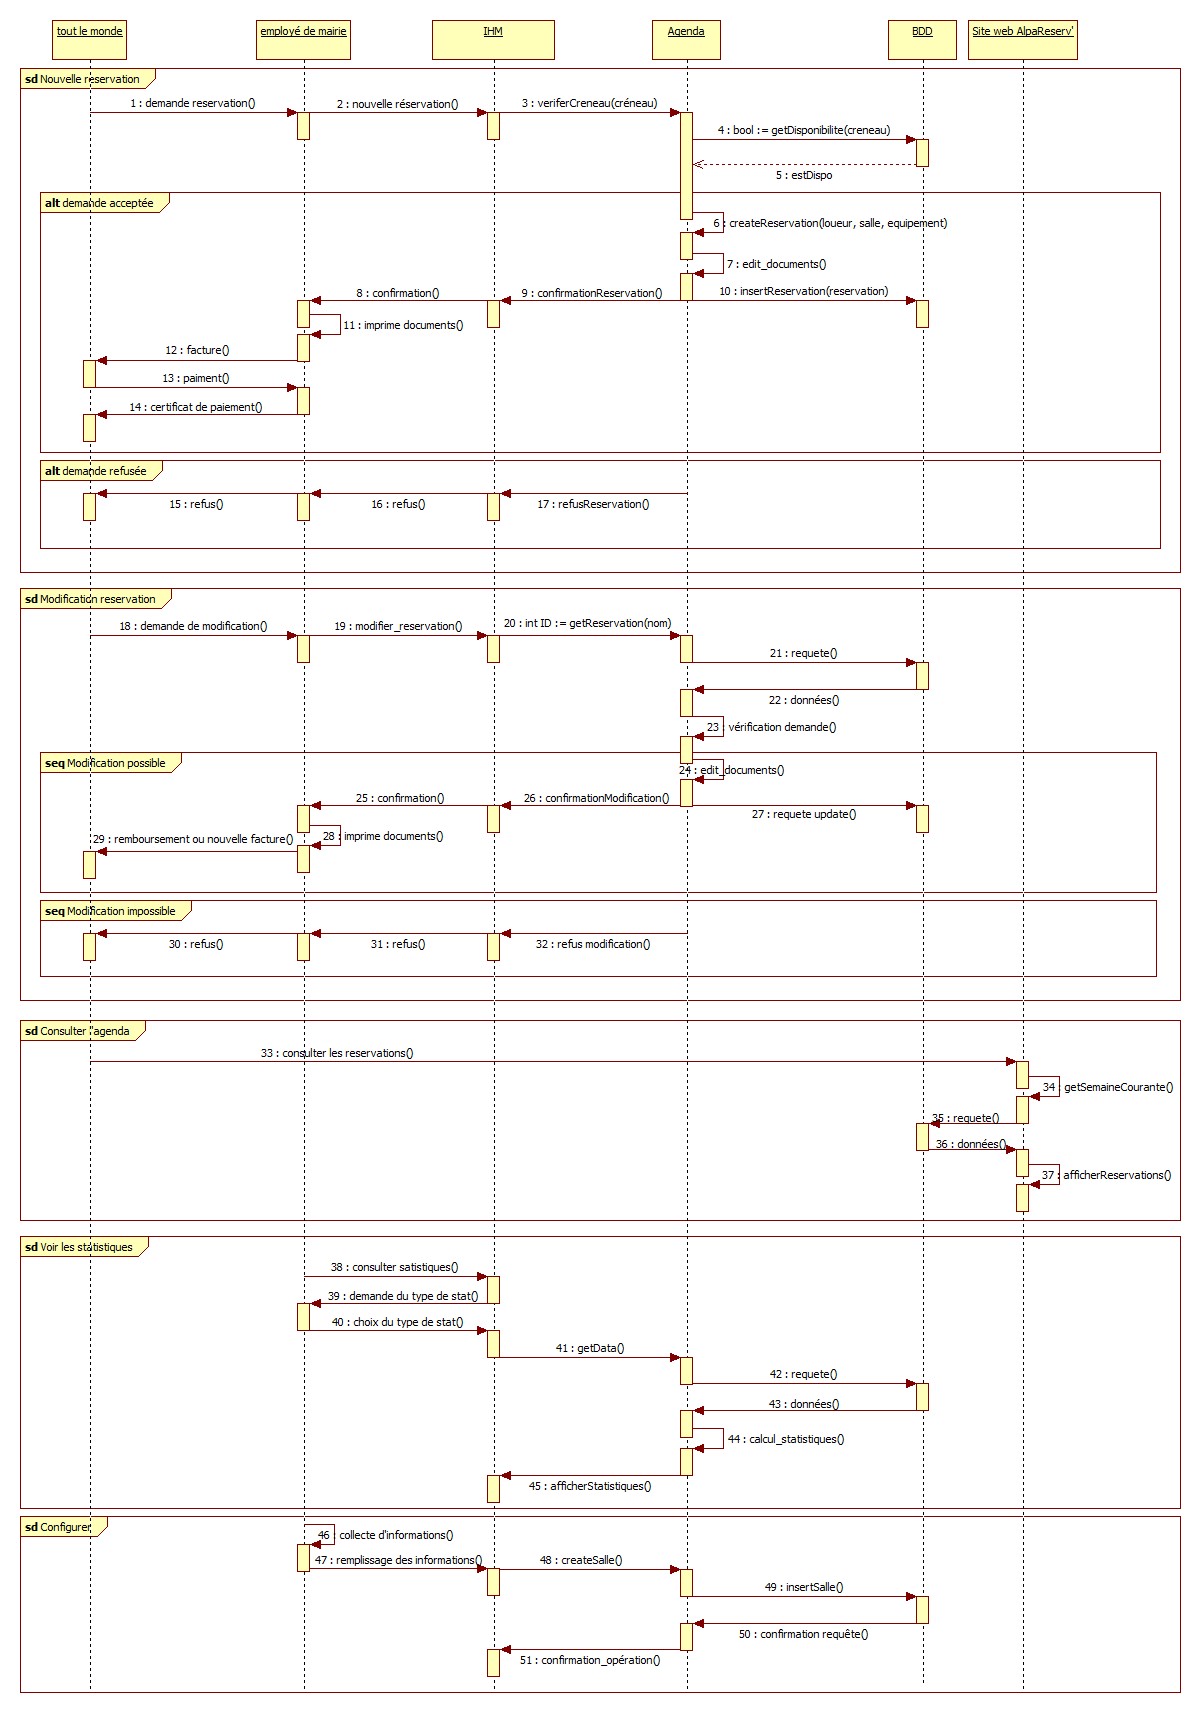 tout le monde
employé de mairie
IHM
Agenda
BDD
Site web AlpaReserv'
sd Nouvelle reservation
1 : demande reservation()
2 : nouvelle réservation()
3 : veriferCreneau(créneau)
4 : bool := getDisponibilite(creneau)
5 : estDispo
alt demande acceptée
6 : createReservation(loueur, salle, equipement)
7 : edit_documents()
8 : confirmation()
9 : confirmationReservation()
10 : insertReservation(reservation)
11 : imprime documents()
12 : facture()
13 : paiment()
14 : certificat de paiement()
alt demande refusée
15 : refus()
16 : refus()
17 : refusReservation()
sd Modification reservation
18 : demande de modification()
19 : modifier_reservation()
20 : int ID := getReservation(nom)
21 : requete()
22 : données()
23 : vérification demande()
seq Modification possible
24 : edit_documents()
25 : confirmation()
26 : confirmationModification()
27 : requete update()
28 : imprime documents()
29 : remboursement ou nouvelle facture()
seq Modification impossible
30 : refus()
31 : refus()
32 : refus modification()
sd Consulter l'agenda
33 : consulter les reservations()
34 : getSemaineCourante()
35 : requete()
36 : données()
37 : afficherReservations()
sd Voir les statistiques
38 : consulter satistiques()
39 : demande du type de stat()
40 : choix du type de stat()
41 : getData()
42 : requete()
43 : données()
44 : calcul_statistiques()
45 : afficherStatistiques()
sd Configurer
46 : collecte d'informations()
47 : remplissage des informations()
48 : createSalle()
49 : insertSalle()
50 : confirmation requête()
51 : confirmation_opération()